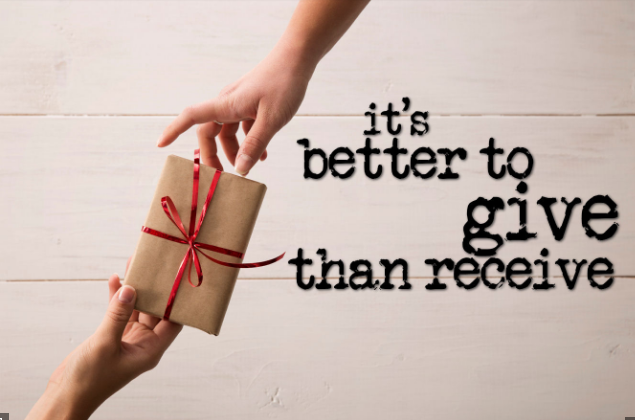 it's
better to
give
than receive